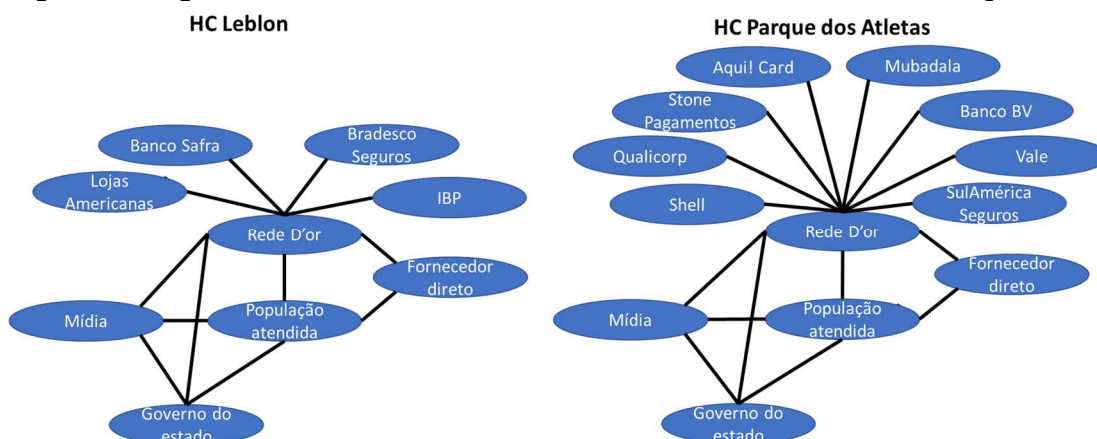 HC Leblon
Banco Safra
Bradesco
Seguros
Lojas
Americanas
IBP
Rede D'or
Fornecedor
direto
Mídia
População
atendida
Governo do
estado
HC Parque dos Atletas
Aqui! Card
Mubadala
Stone
Pagamentos
Banco BV
Qualicorp
Vale
Shell
SulAmérica
Seguros
Rede D'or
Fornecedor
direto
Mídia
População
atendida
Governo do
estado